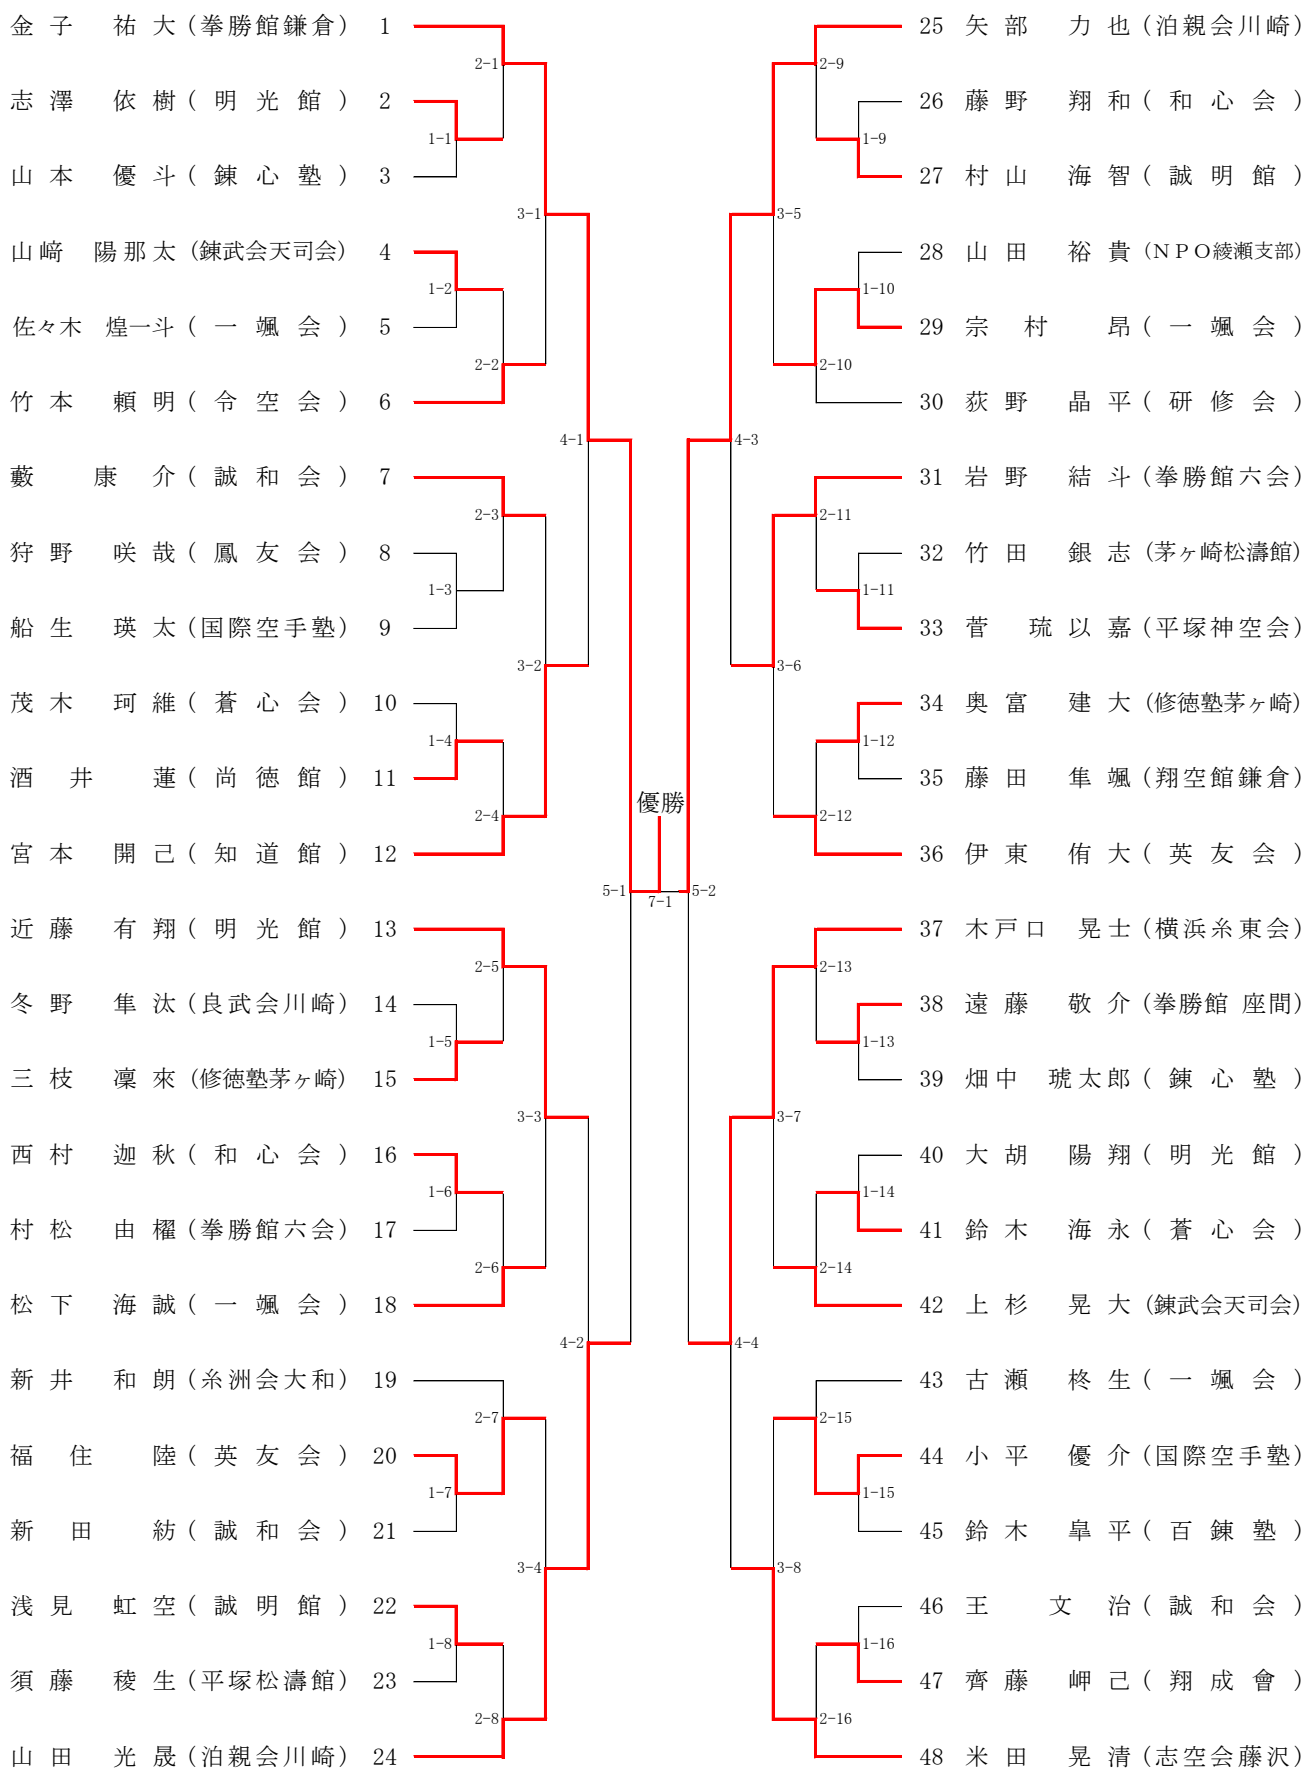 金子 祐大 (拳勝館鎌倉) 1
志澤 依樹 (明光館) 2
山本 優斗 (錬心塾) 3
山﨑 陽那太 (錬武会天司会) 4
佐々木 煌一斗 (一颯会) 5
竹本 頼明 (令空会) 6
藪 康介 (誠和会) 7
狩野 咲哉 (鳳友会) 8
船生 瑛太 (国際空手塾) 9
茂木 珂維 (蒼心会) 10
酒井 蓮 (尚徳館) 11
宮本 開己 (知道館) 12
近藤 有翔 (明光館) 13
冬野 隼汰 (良武会川崎) 14
三枝 凜來 (修徳塾茅ヶ崎) 15
西村 迦秋 (和心会) 16
村松 由櫂 (拳勝館六会) 17
松下 海誠 (一颯会) 18
新井 和朗 (糸洲会大和) 19
福住 陸 (英友会) 20
新田 紡 (誠和会) 21
浅見 虹空 (誠明館) 22
須藤 稜生 (平塚松濤館) 23
山田 光晟 (泊親会川崎) 24
1-1
1-2
1-3
1-4
1-5
1-6
1-7
1-8
2-1
2-2
2-3
2-4
2-5
2-6
2-7
2-8
3-1
3-2
3-3
3-4
4-1
4-2
5-1
優勝
7-1
5-2
4-3
4-4
3-5
3-6
3-7
3-8
2-9
2-10
2-11
2-12
2-13
2-14
2-15
2-16
1-9
1-10
1-11
1-12
1-13
1-14
1-15
1-16
25 矢部 力也 (泊親会川崎)
26 藤野 翔和 (和心会)
27 村山 海智 (誠明館)
28 山田 裕貴 (NPO綾瀬支部)
29 宗村 昂 (一颯会)
30 荻野 晶平 (研修会)
31 岩野 結斗 (拳勝館六会)
32 竹田 銀志 (茅ヶ崎松濤館)
33 菅 琉以嘉 (平塚神空会)
34 奥富 建大 (修徳塾茅ヶ崎)
35 藤田 隼颯 (翔空館鎌倉)
36 伊東 侑大 (英友会)
37 木戸口 晃士 (横浜糸東会)
38 遠藤 敬介 (拳勝館 座間)
39 畑中 琥太郎 (錬心塾)
40 大胡 陽翔 (明光館)
41 鈴木 海永 (蒼心会)
42 上杉 晃大 (錬武会天司会)
43 古瀬 柊生 (一颯会)
44 小平 優介 (国際空手塾)
45 鈴木 皐平 (百錬塾)
46 王 文治 (誠和会)
47 齊藤 岬己 (翔成會)
48 米田 晃清 (志空会藤沢)